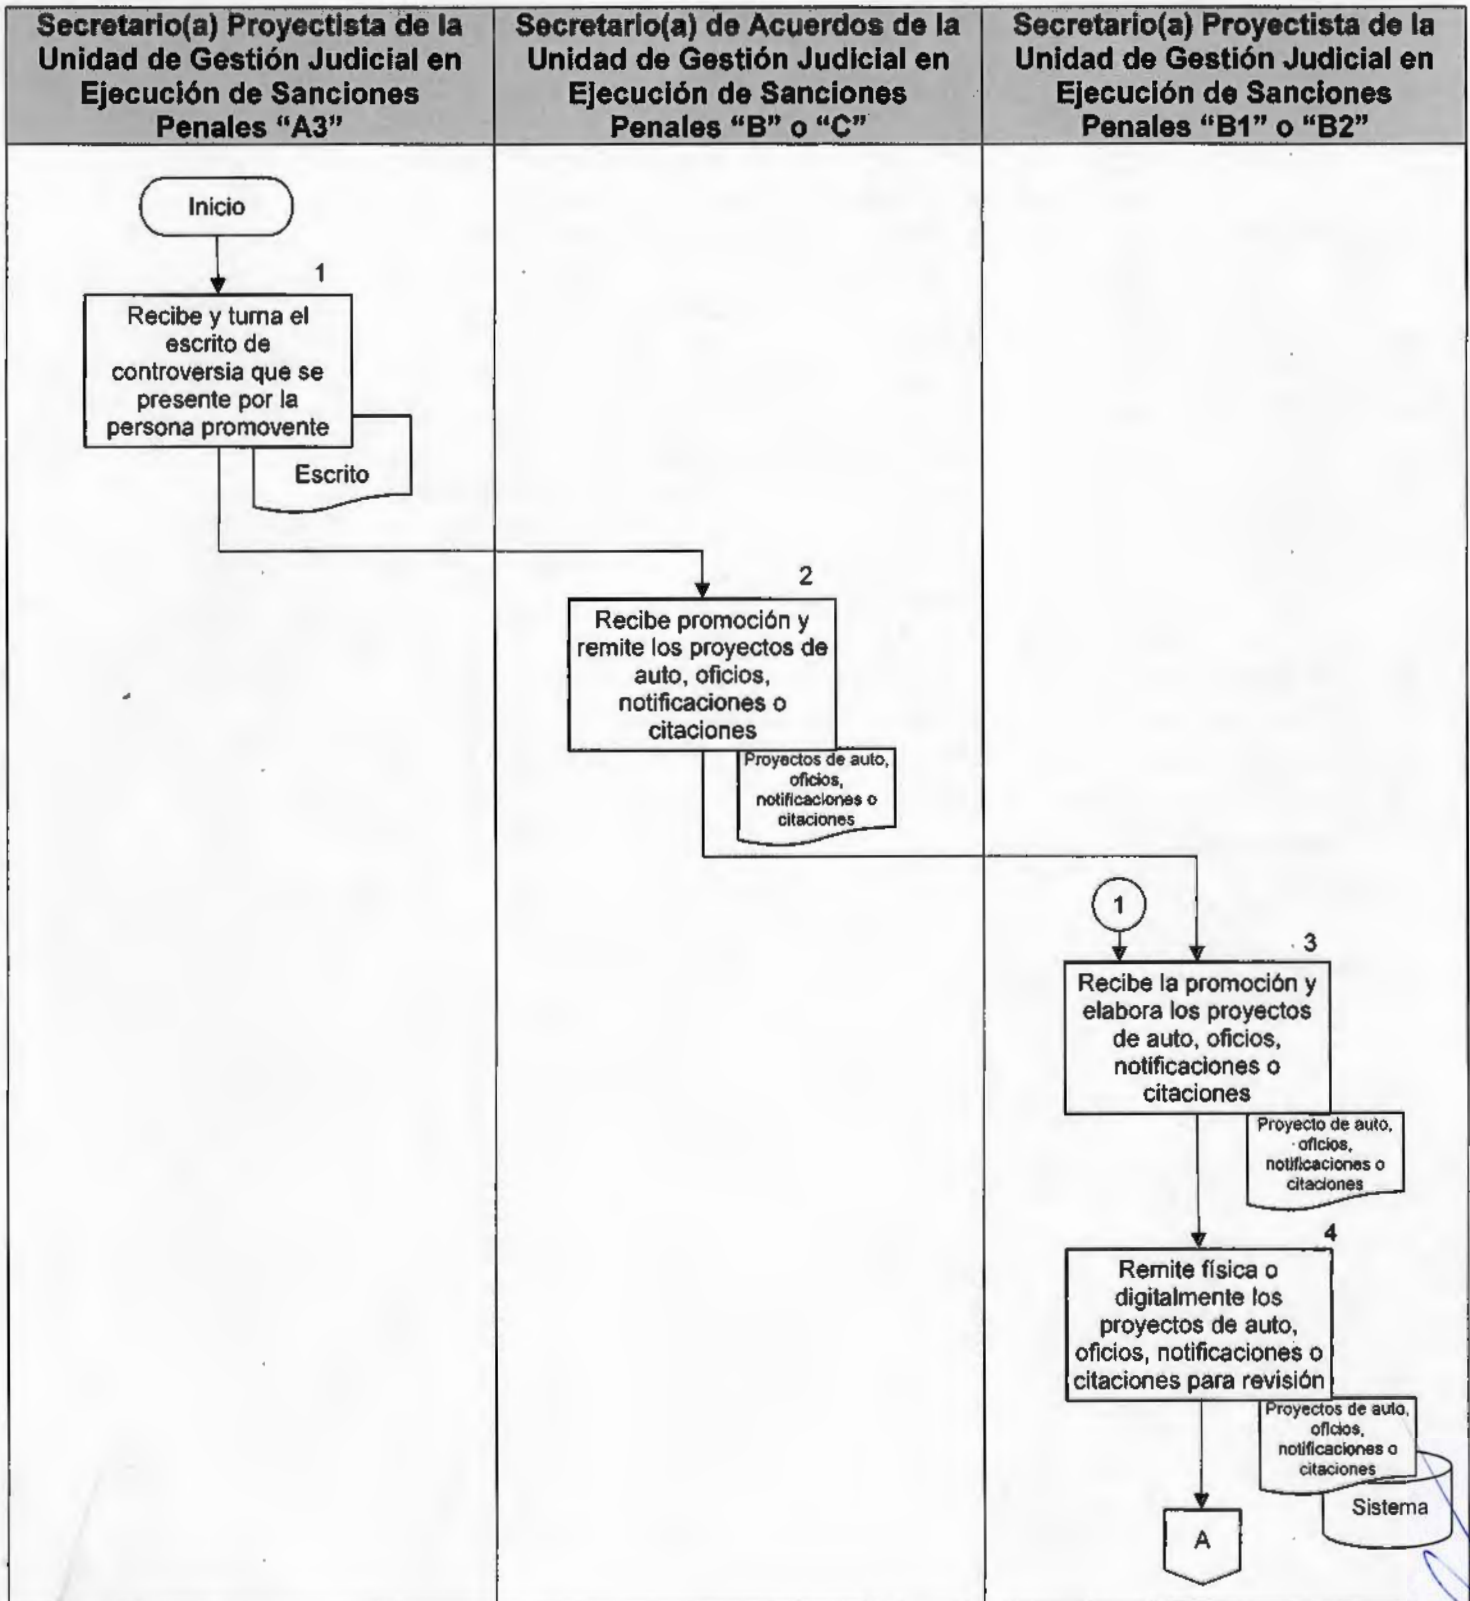 Secretario(a) Proyectista de la
Unidad de Gestión Judicial en
Ejecución de Sanciones
Penales “A3”
Secretario(a) de Acuerdos de la
Unidad de Gestión Judicial en
Ejecución de Sanciones
Penales “B” o “C”
Secretario(a) Proyectista de la
Unidad de Gestión Judicial en
Ejecución de Sanciones
Penales “B1” o “B2”
Inicio
1
Recibe y turna el
escrito de
controversia que se
presente por la
persona promovente
Escrito
2
Recibe promoción y
remite los proyectos de
auto, oficios,
notificaciones o
citaciones
Proyectos de auto,
oficios,
notificaciones o
citaciones
1
3
Recibe la promoción y
elabora los proyectos
de auto, oficios,
notificaciones o
citaciones
Proyecto de auto,
oficios,
notificaciones o
citaciones
4
Remite física o
digitalmente los
proyectos de auto,
oficios, notificaciones o
citaciones para revisión
Proyectos de auto,
oficios,
notificaciones o
citaciones
Sistema
A